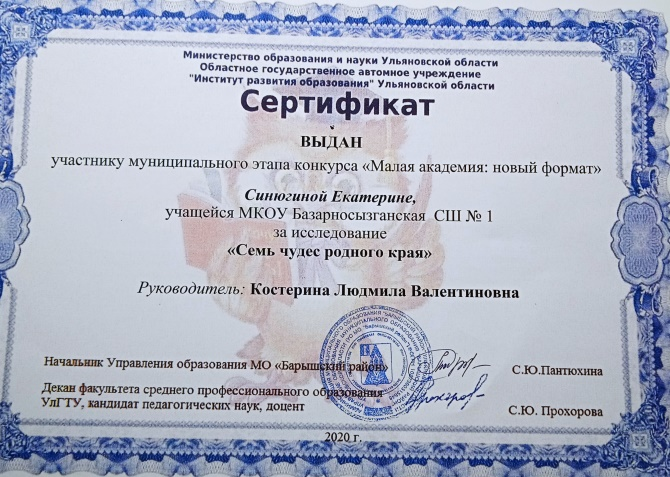 Министерство образования и науки Ульяновской области
Областное государственное автомное учреждение
"Институт развития образования" Ульяновской области
Сертификат
ВЫДАН
участнику муниципального этапа конкурса «Малая академия: новый формат»
Синюгиной Екатерине,
учащейся МКОУ Базарносызганская СШ № 1
за исследование
«Семь чудес родного края»
Руководитель: Костерина Людмила Валентиновна
Начальник Управления образования МО «Барышский район»
С.Ю.Пантюхина
Декан факультета среднего профессионального образования
УлГТУ, кандидат педагогических наук, доцент
С.Ю. Прохорова
2020 г.